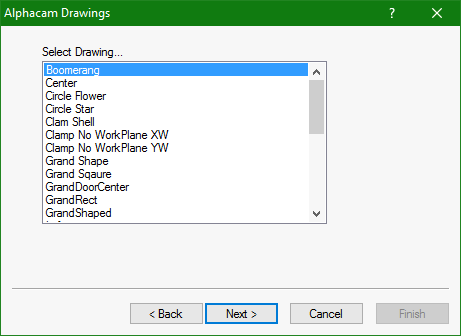 Alphacam Drawings
Select Drawing...
Boomerang
Center
Circle Flower
Circle Star
Clam Shell
Clamp No WorkPlane XW
Clamp No WorkPlane YW
Grand Shape
Grand Sqaure
GrandDoorCenter
GrandRect
GrandShaped
< Back Next > Cancel Finish